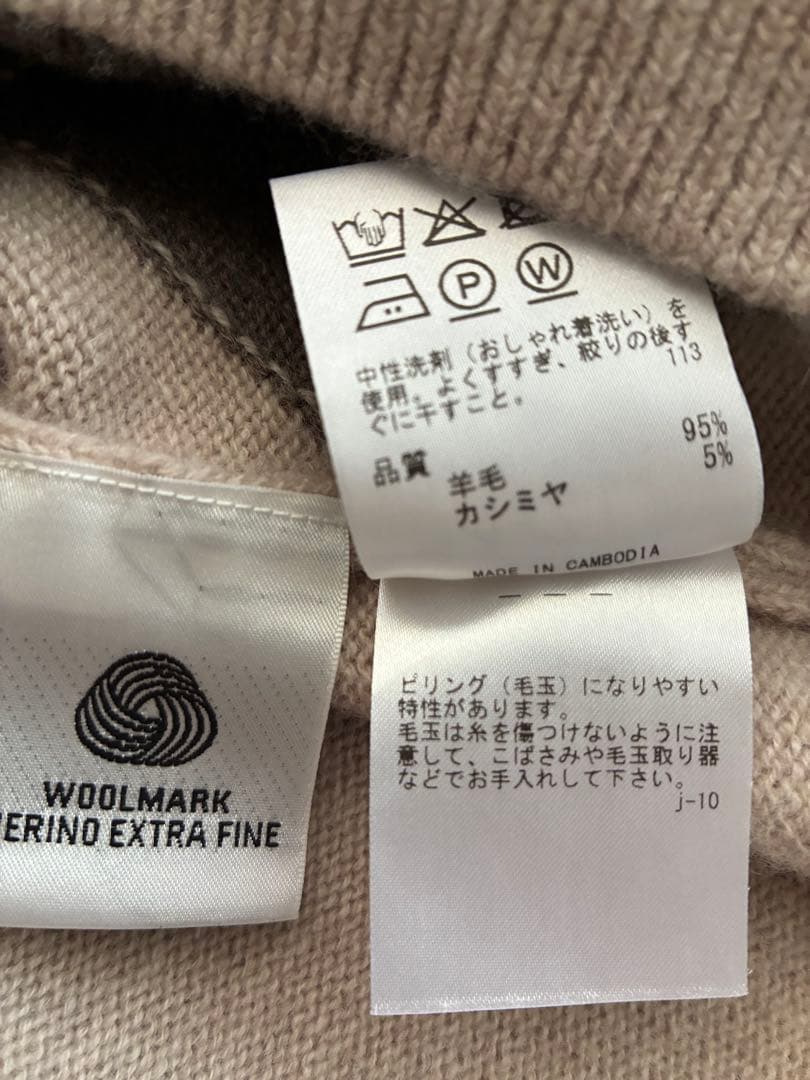 P W
中性洗剤（おしゃれ着洗い）を
使用。よくすすぎ、絞りの後す
ぐに干すこと。 113
品質
羊毛 95%
カシミヤ 5%
MADE IN CAMBODIA
ピリング（毛玉）になりやすい
特性があります。
毛玉は糸を傷つけないように注
意して、こばさみや毛玉取り器
などでお手入れして下さい。
j-10
WOOLMARK
EXTRA FINE